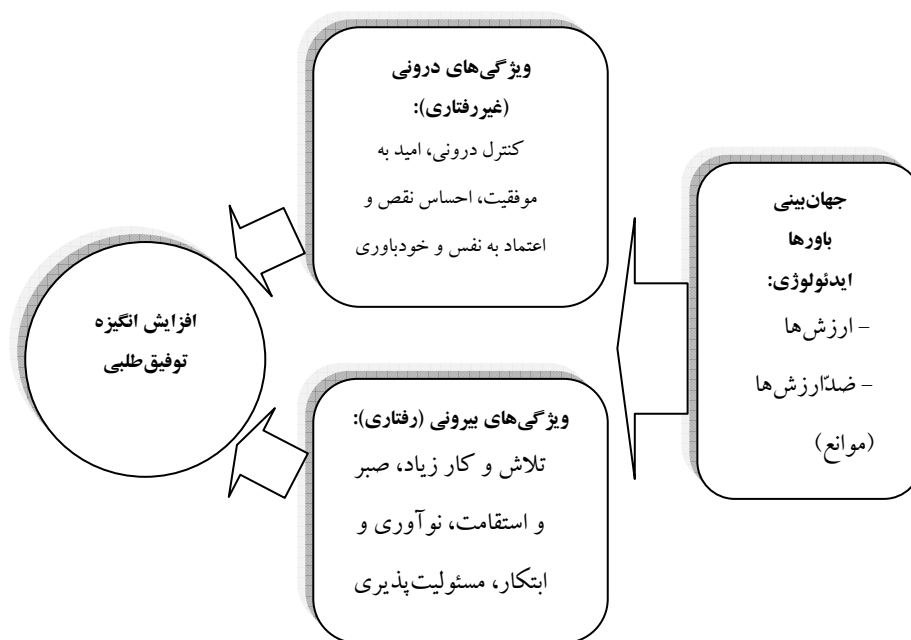 جهان‌بینی
باورها
ایدئولوژی:
– ارزش‌ها
– ضدّارزش‌ها
(موانع)
ویژگی‌های درونی
(غیررفتاری):
کنترل درونی، امید به
موفقیت، احساس نقص و
اعتماد به نفس و خودباوری
ویژگی‌های بیرونی (رفتاری):
تلاش و کار زیاد، صبر
و استقامت، نوآوری و
ابتکار، مسئولیت‌پذیری
افزایش انگیزه
توفیق‌طلبی